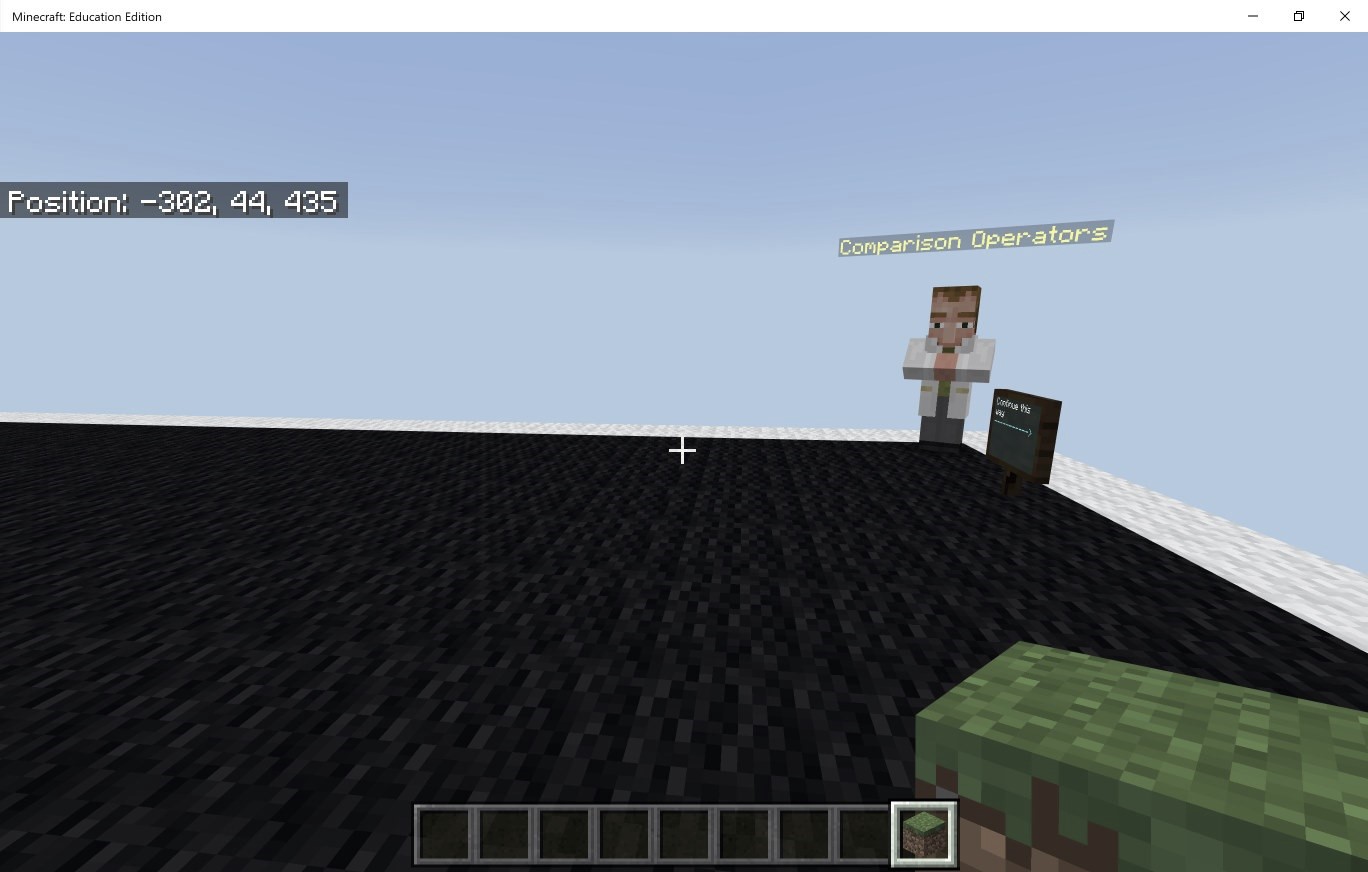 Minecraft: Education Edition
Position: -302, 44, 435
Comparison Operators
Continue this
way
---------->